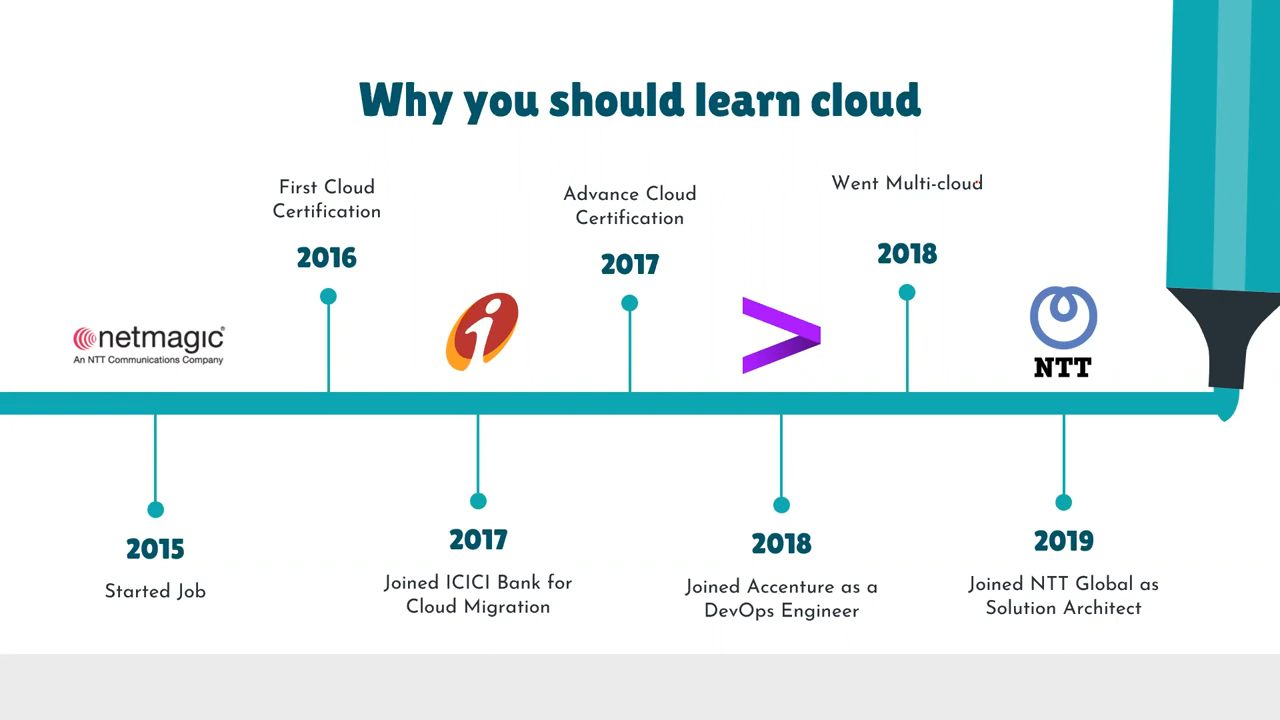 Why you should learn cloud
First Cloud
Certification
2016
Advance Cloud
Certification
2017
Went Multi-cloud
2018
netmagic®
An NTT Communications Company
i
NTT
2015
Started Job
2017
Joined ICICI Bank for
Cloud Migration
2018
Joined Accenture as a
DevOps Engineer
2019
Joined NTT Global as
Solution Architect